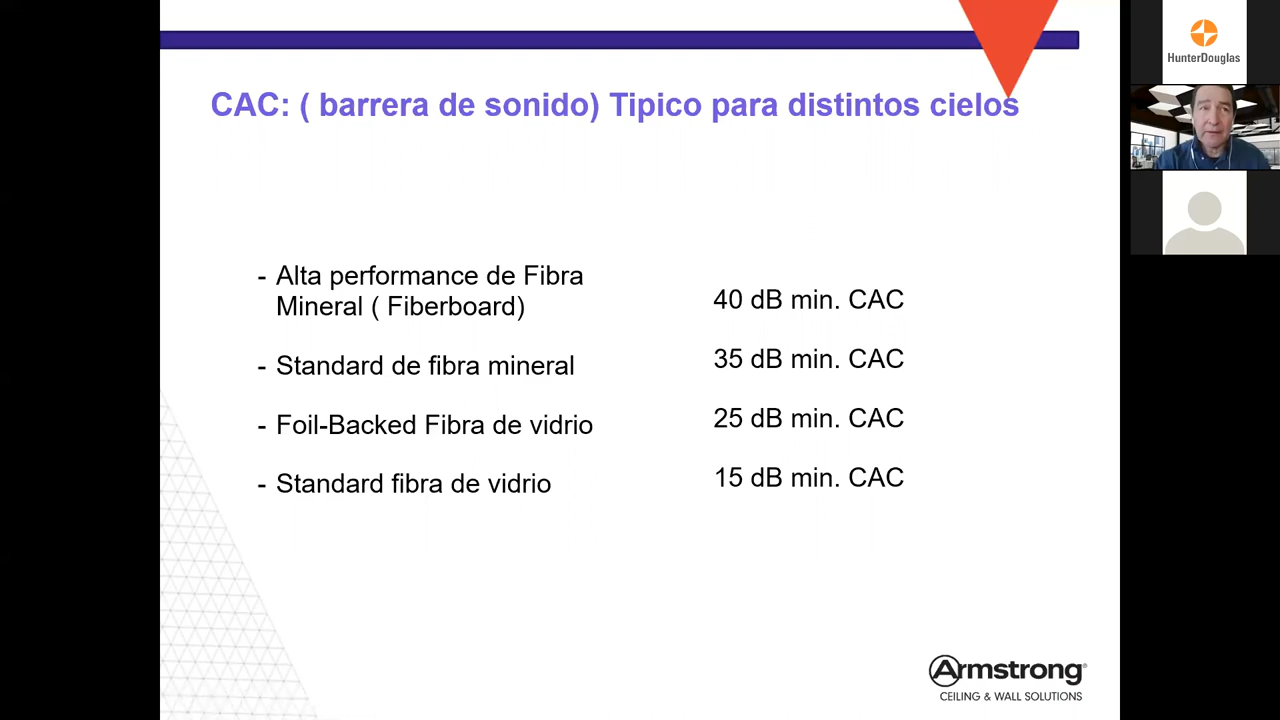 CAC: ( barrera de sonido) Tipico para distintos cielos
- Alta performance de Fibra
Mineral ( Fiberboard)
40 dB min. CAC
- Standard de fibra mineral
35 dB min. CAC
- Foil-Backed Fibra de vidrio
25 dB min. CAC
- Standard fibra de vidrio
15 dB min. CAC
Armstrong®
CEILING & WALL SOLUTIONS
HunterDouglas